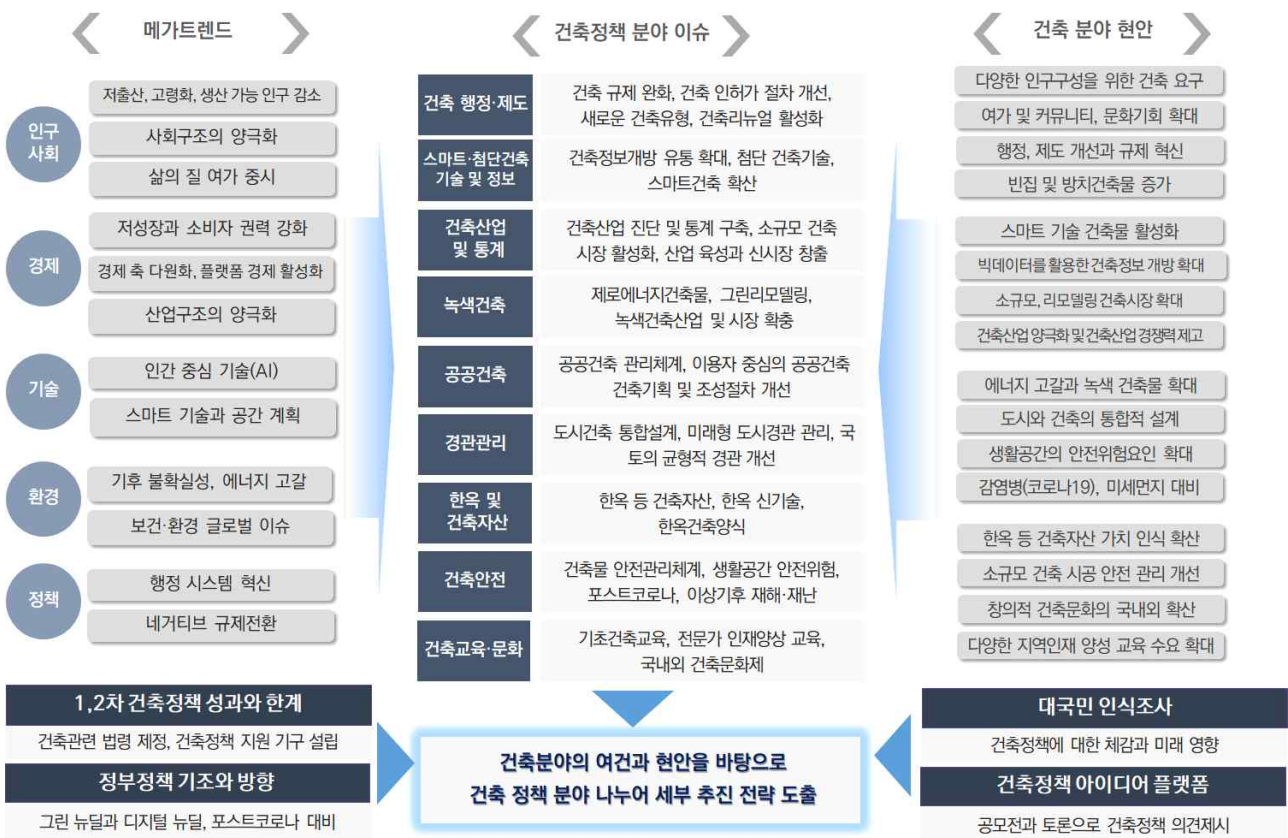 메가트렌드
인구
사회
저출산, 고령화, 생산 가능 인구 감소
사회구조의 양극화
삶의 질 여가 중시
경제
저성장과 소비자 권력 강화
경제 축 다원화, 플랫폼 경제 활성화
산업구조의 양극화
기술
인간 중심 기술(AI)
스마트 기술과 공간 계획
환경
기후 불확실성, 에너지 고갈
보건·환경 글로벌 이슈
정책
행정 시스템 혁신
네거티브 규제전환
건축정책 분야 이슈
건축 행정·제도
건축 규제 완화, 건축 인허가 절차 개선,
새로운 건축유형, 건축리뉴얼 활성화
스마트·첨단건축
기술 및 정보
건축정보개방 유통 확대, 첨단 건축기술,
스마트건축 확산
건축산업
및 통계
건축산업 진단 및 통계 구축, 소규모 건축
시장 활성화, 산업 육성과 신시장 창출
녹색건축
제로에너지건축물, 그린리모델링,
녹색건축산업 및 시장 확충
공공건축
공공건축 관리체계, 이용자 중심의 공공건축
건축기획 및 조성절차 개선
경관관리
도시건축 통합설계, 미래형 도시경관 관리, 국
토의 균형적 경관 개선
한옥 및
건축자산
한옥 등 건축자산, 한옥 신기술,
한옥건축양식
건축안전
건축물 안전관리체계, 생활공간 안전위험,
포스트코로나, 이상기후 재해·재난
건축교육·문화
기초건축교육, 전문가 인재양상 교육,
국내외 건축문화제
건축 분야 현안
다양한 인구구성을 위한 건축 요구
여가 및 커뮤니티, 문화기회 확대
행정, 제도 개선과 규제 혁신
빈집 및 방치건축물 증가
스마트 기술 건축물 활성화
빅데이터를 활용한 건축정보 개방 확대
소규모, 리모델링 건축시장 확대
건축산업 양극화 및 건축산업 경쟁력 제고
에너지 고갈과 녹색 건축물 확대
도시와 건축의 통합적 설계
생활공간의 안전위험요인 확대
감염병(코로나19), 미세먼지 대비
한옥 등 건축자산 가치 인식 확산
소규모 건축 시공 안전 관리 개선
창의적 건축문화의 국내외 확산
다양한 지역인재 양성 교육 수요 확대
1,2차 건축정책 성과와 한계
건축관련 법령 제정, 건축정책 지원 기구 설립
정부정책 기조와 방향
그린 뉴딜과 디지털 뉴딜, 포스트코로나 대비
건축분야의 여건과 현안을 바탕으로
건축 정책 분야 나누어 세부 추진 전략 도출
대국민 인식조사
건축정책에 대한 체감과 미래 영향
건축정책 아이디어 플랫폼
공모전과 토론으로 건축정책 의견제시